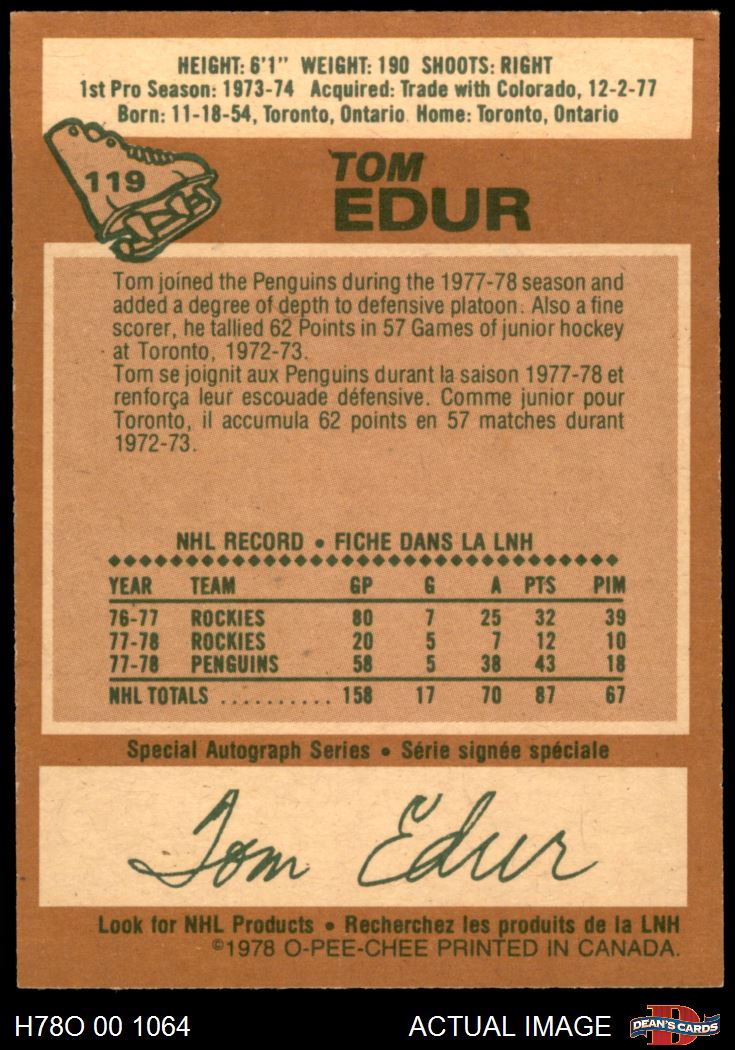 HEIGHT: 6'1" WEIGHT: 190 SHOOTS: RIGHT
1st Pro Season: 1973-74 Acquired: Trade with Colorado, 12-2-77
Born: 11-18-54, Toronto, Ontario Home: Toronto, Ontario
119
TOM
EDUR
Tom joined the Penguins during the 1977-78 season and
added a degree of depth to defensive platoon. Also a fine
scorer, he tallied 62 Points in 57 Games of junior hockey
at Toronto, 1972-73.
Tom se joignit aux Penguins durant la saison 1977-78 et
renforça leur escouade défensive. Comme junior pour
Toronto, il accumula 62 points en 57 matches durant
1972-73.
NHL RECORD • FICHE DANS LA LNH
YEAR TEAM GP G A PTS PIM
76-77 ROCKIES 80 7 25 32 39
77-78 ROCKIES 20 5 7 12 10
77-78 PENGUINS 58 5 38 43 18
NHL TOTALS .......... 158 17 70 87 67
Special Autograph Series • Série signée spéciale
Tom Edur
Look for NHL Products • Recherchez les produits de la LNH
©1978 O-PEE-CHEE PRINTED IN CANADA.
H78O 00 1064 ACTUAL IMAGE DEAN'S CARDS